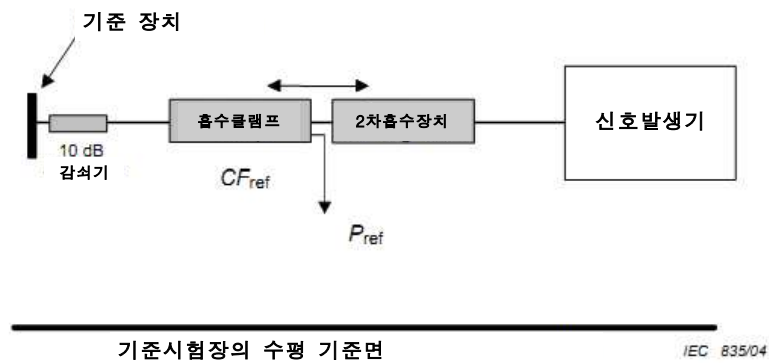 기준 장치
흡수클램프
2차흡수장치
신호발생기
10 dB
감쇠기
CFref
Pref
기준시험장의 수평 기준면
IEC 835/04